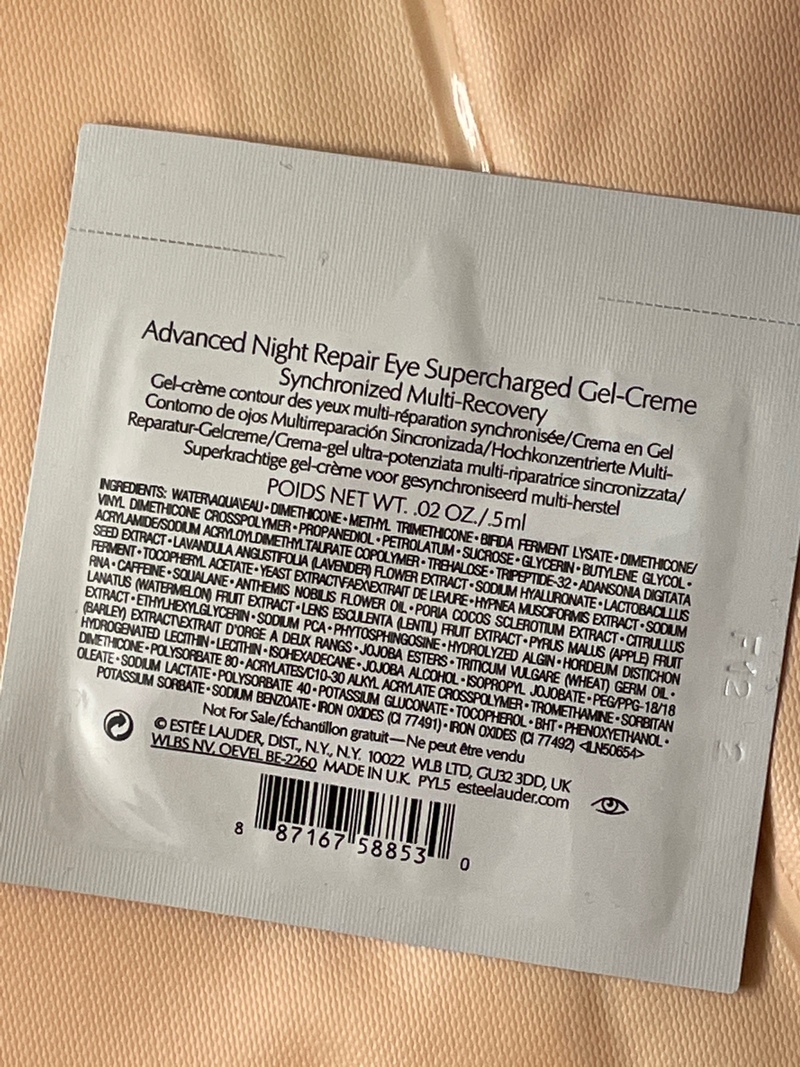 Advanced Night Repair Eye Supercharged Gel-Creme
Synchronized Multi-Recovery
Gel-crème contour des yeux multi-réparation synchronisée/Crema en Gel
Contorno de ojos Multirreparación Sincronizada/Hochkonzentrierte Multi-
Reparatur-Gelcreme/Crema-gel ultra-potenziata multi-riparatrice sincronizzata/
Superkrachtige gel-crème voor gesynchroniseerd multi-herstel
POIDS NET WT. .02 OZ./.5ml
INGREDIENTS: WATER\AQUA\EAU • DIMETHICONE • METHYL TRIMETHICONE • BIFIDA FERMENT LYSATE • DIMETHICONE/
VINYL DIMETHICONE CROSSPOLYMER • PROPANEDIOL • PETROLATUM • SUCROSE • GLYCERIN • BUTYLENE GLYCOL •
ACRYLAMIDE/SODIUM ACRYLOYLDIMETHYLTAURATE COPOLYMER • TREHALOSE • TRIPEPTIDE-32 • ADANSONIA DIGITATA
SEED EXTRACT • LAVANDULA ANGUSTIFOLIA (LAVENDER) FLOWER EXTRACT • SODIUM HYALURONATE • LACTOBACILLUS
FERMENT • TOCOPHERYL ACETATE • YEAST EXTRACT\FAEX\EXTRAIT DE LEVURE • HYPNEA MUSCIFORMIS EXTRACT • SODIUM
RNA • CAFFEINE • SQUALANE • ANTHEMIS NOBILIS FLOWER OIL • PORIA COCOS SCLEROTIUM EXTRACT • CITRULLUS
LANATUS (WATERMELON) FRUIT EXTRACT • LENS ESCULENTA (LENTIL) FRUIT EXTRACT • PYRUS MALUS (APPLE) FRUIT
EXTRACT • ETHYLHEXYLGLYCERIN • SODIUM PCA • PHYTOSPHINGOSINE • HYDROLYZED ALGIN • HORDEUM DISTICHON
(BARLEY) EXTRACT\EXTRAIT D'ORGE A DEUX RANGS • JOJOBA ESTERS • TRITICUM VULGARE (WHEAT) GERM OIL •
HYDROGENATED LECITHIN • LECITHIN • ISOHEXADECANE • JOJOBA ALCOHOL • ISOPROPYL JOJOBATE • PEG/PPG-18/18
DIMETHICONE • POLYSORBATE 80 • ACRYLATES/C10-30 ALKYL ACRYLATE CROSSPOLYMER • TROMETHAMINE • SORBITAN
OLEATE • SODIUM LACTATE • POLYSORBATE 40 • POTASSIUM GLUCONATE • TOCOPHEROL • BHT • PHENOXYETHANOL •
POTASSIUM SORBATE • SODIUM BENZOATE • IRON OXIDES (CI 77491) • IRON OXIDES (CI 77492) <ILN50654>
Not For Sale/Échantillon gratuit—Ne peut être vendu
© ESTÉE LAUDER, DIST., N.Y., N.Y. 10022 WLB LTD, GU32 3DD, UK
WLBS NV, OEVEL BE-2260 MADE IN U.K. PYL5 esteelauder.com
8 87167 58853 0